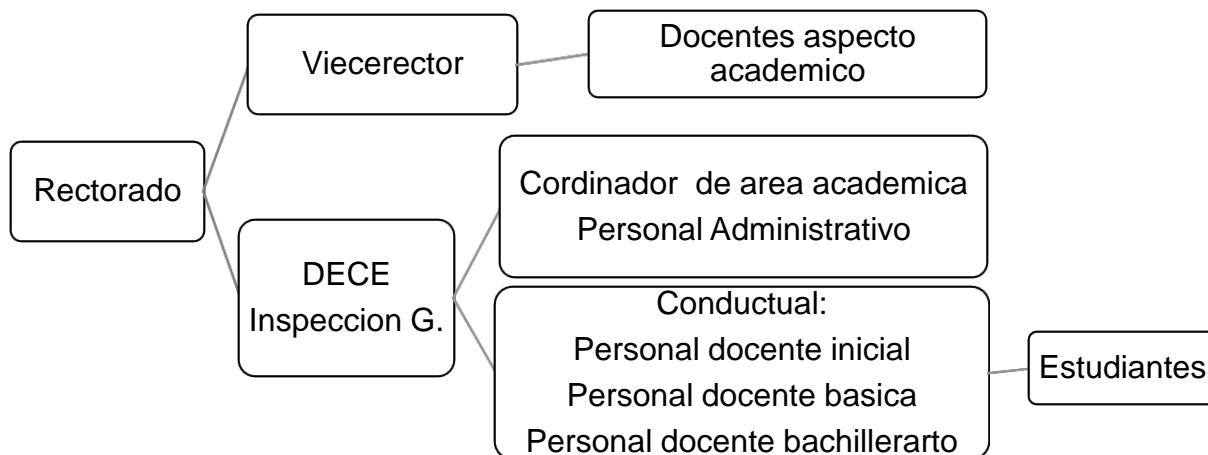 Rectorado
Viecerector
Docentes aspecto
academico
DECE
Inspeccion G.
Cordinador  de area academica
Personal Administrativo
Conductual:
Personal docente inicial
Personal docente basica
Personal docente bachillerarto
Estudiantes